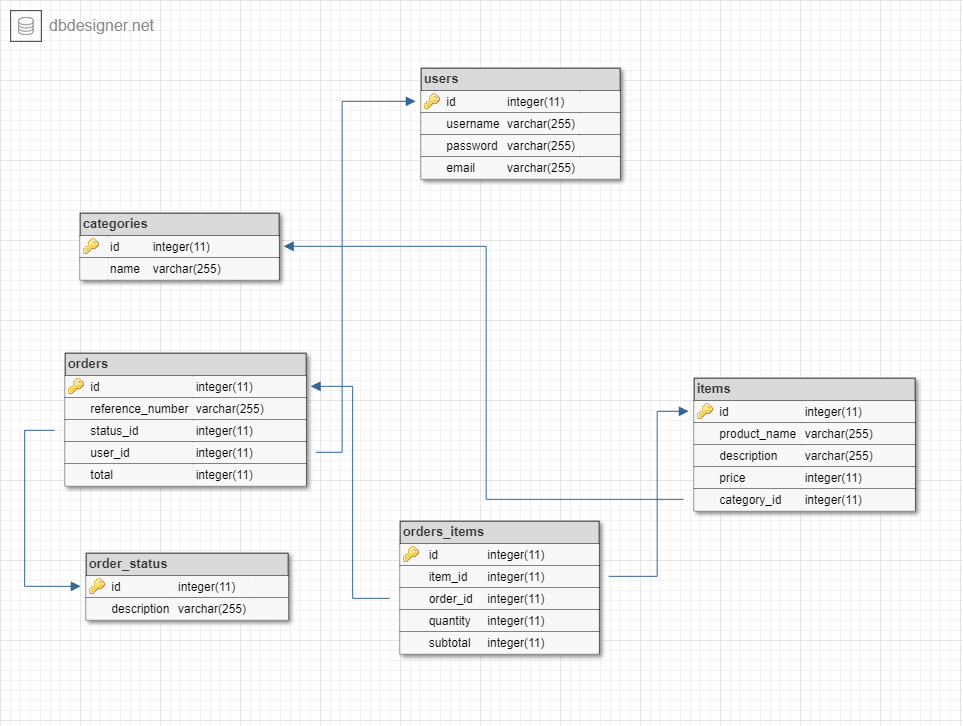 dbdesigner.net
users
id integer(11)
username varchar(255)
password varchar(255)
email varchar(255)
categories
id integer(11)
name varchar(255)
orders
id integer(11)
reference_number varchar(255)
status_id integer(11)
user_id integer(11)
total integer(11)
items
id integer(11)
product_name varchar(255)
description varchar(255)
price integer(11)
category_id integer(11)
orders_items
id integer(11)
item_id integer(11)
order_id integer(11)
quantity integer(11)
subtotal integer(11)
order_status
id integer(11)
description varchar(255)